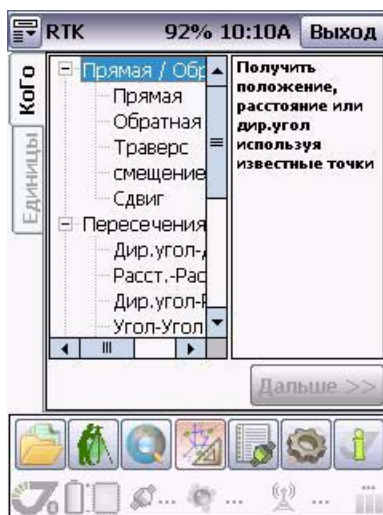 RTK 92% 10:10A Выход
КоГо
Единицы
Прямая / Обр
Прямая
Обратная
Траверс
смещение
Сдвиг
Пересечения
Дир.угол-
Расст.-Рас
Дир.угол-
Угол-Угол
Получить
положение,
расстояние или
дир.угол
используя
известные точки
Дальше >>